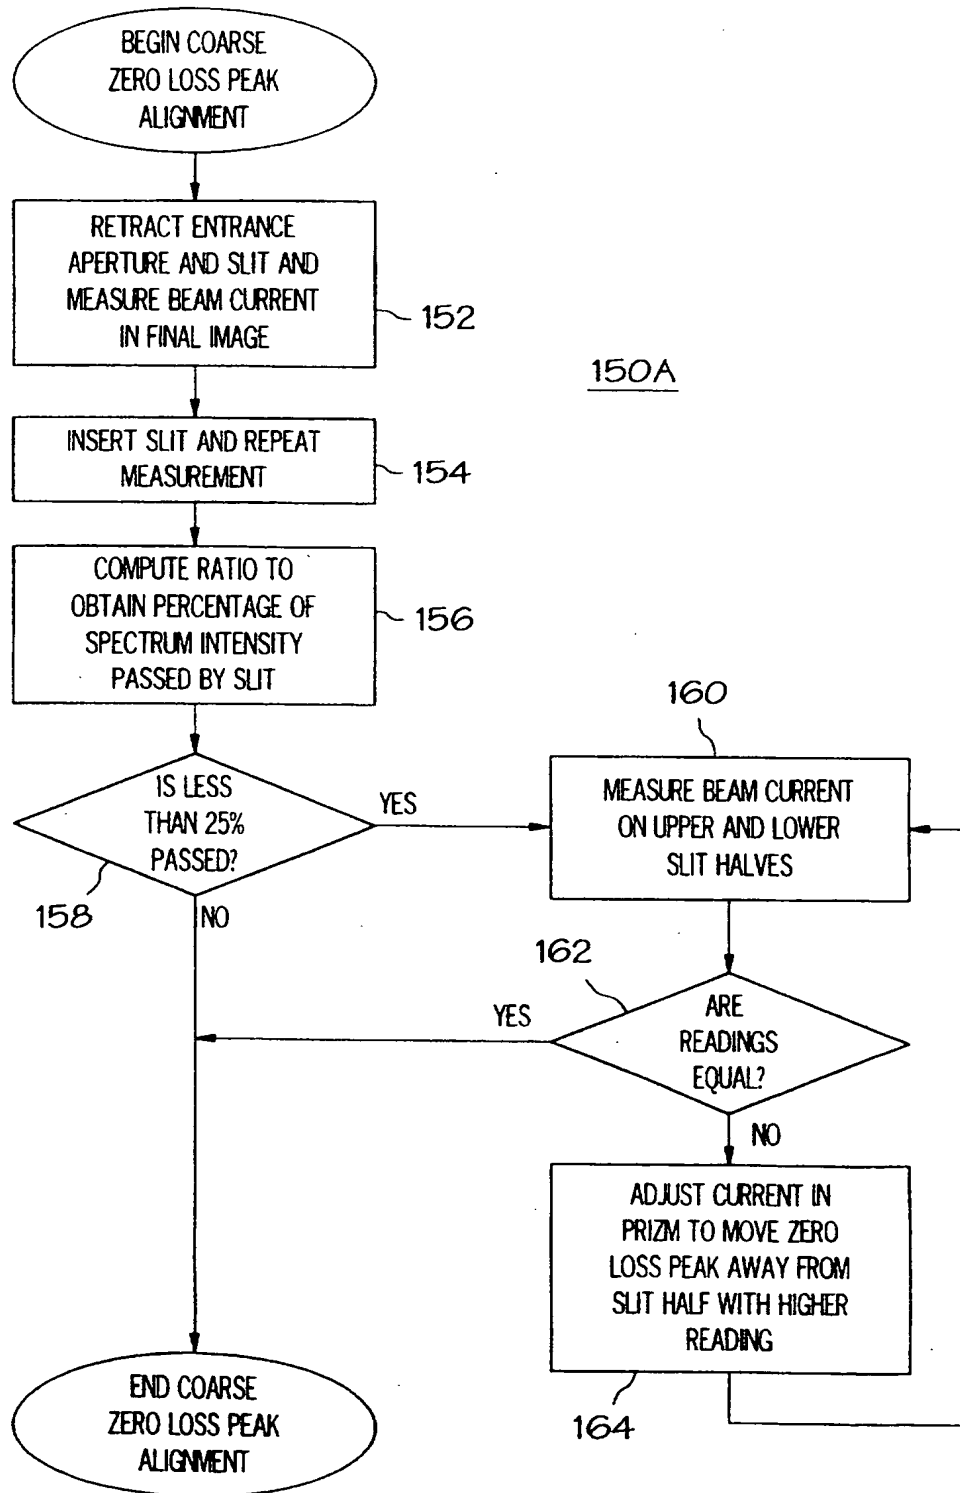 BEGIN COARSE
ZERO LOSS PEAK
ALIGNMENT
RETRACT ENTRANCE
APERTURE AND SLIT AND
MEASURE BEAM CURRENT
IN FINAL IMAGE
152
150A
INSERT SLIT AND REPEAT
MEASUREMENT
154
COMPUTE RATIO TO
OBTAIN PERCENTAGE OF
SPECTRUM INTENSITY
PASSED BY SLIT
156
IS LESS
THAN 25%
PASSED?
158
YES
NO
160
MEASURE BEAM CURRENT
ON UPPER AND LOWER
SLIT HALVES
162
ARE
READINGS
EQUAL?
YES
NO
ADJUST CURRENT IN
PRIZM TO MOVE ZERO
LOSS PEAK AWAY FROM
SLIT HALF WITH HIGHER
READING
164
END COARSE
ZERO LOSS PEAK
ALIGNMENT